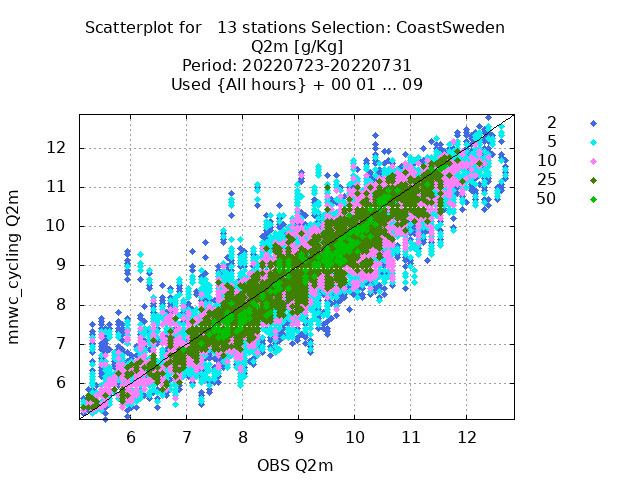 Scatterplot for   13 stations Selection: CoastSweden
Q2m [g/Kg]
Period: 20220723-20220731
Used {All hours} + 00 01 ... 09
2
5
10
25
50
12
11
10
9
8
7
6
mnwc_cycling Q2m
6 7 8 9 10 11 12
OBS Q2m